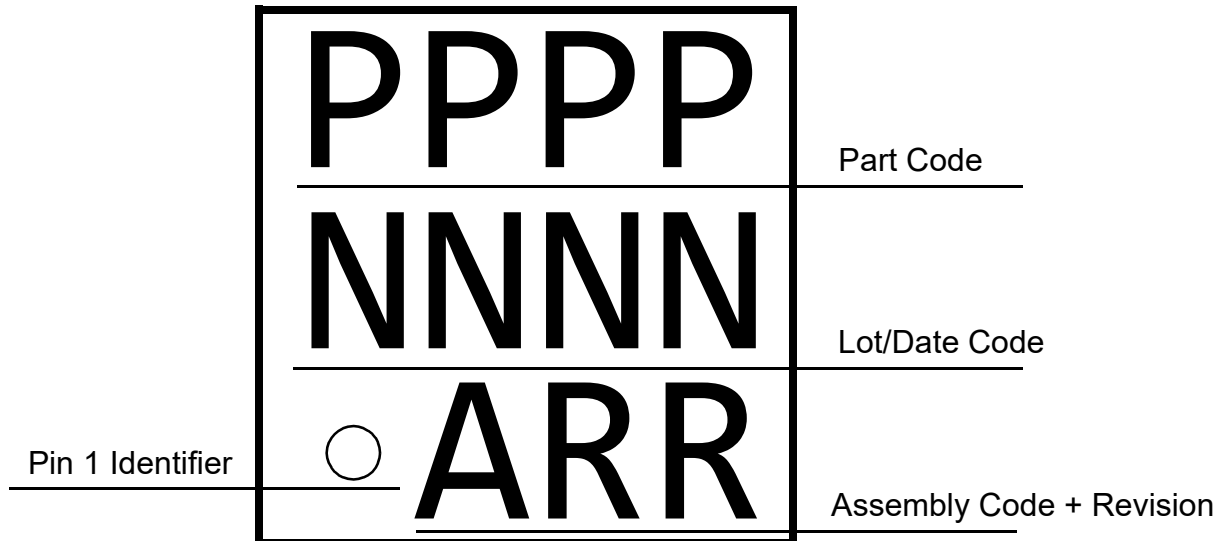 PPPP
Part Code
NNNN
Lot/Date Code
ARR
Pin 1 Identifier
Assembly Code + Revision